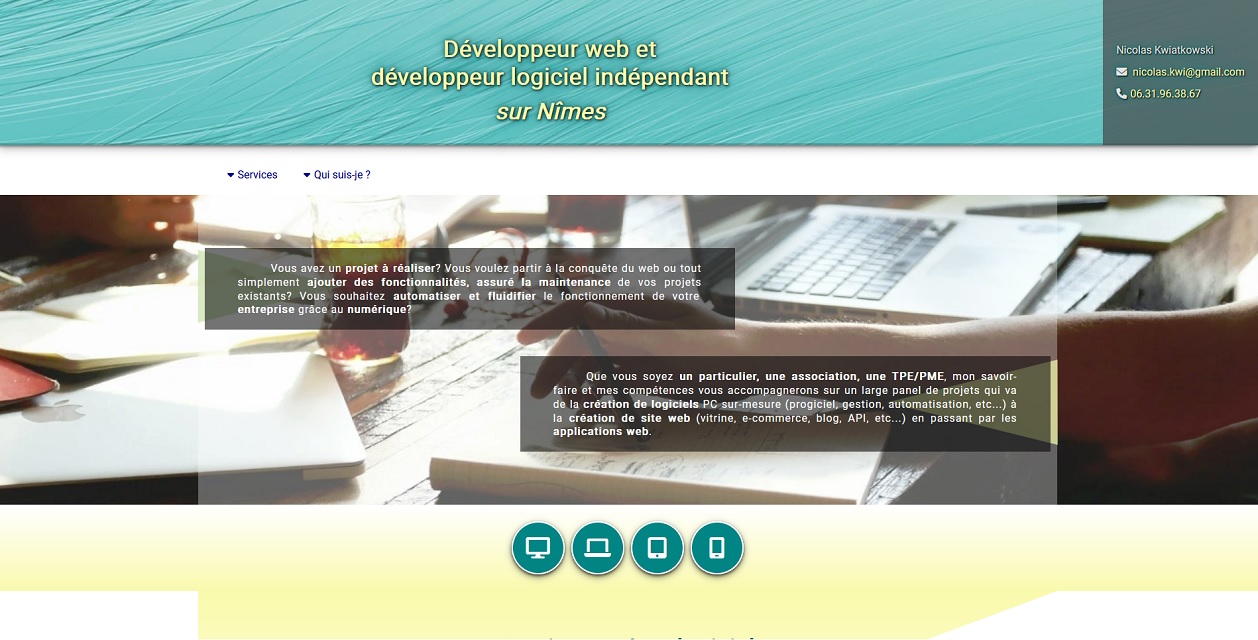 Développeur web et
développeur logiciel indépendant
sur Nîmes
Nicolas Kwiatkowski
nicolas.kwi@gmail.com
06.31.96.38.67
Services
Qui suis-je ?
Vous avez un projet à réaliser? Vous voulez partir à la conquête du web ou tout
simplement ajouter des fonctionnalités, assuré la maintenance de vos projets
existants? Vous souhaitez automatiser et fluidifier le fonctionnement de votre
entreprise grâce au numérique?
Que vous soyez un particulier, une association, une TPE/PME, mon savoir-
faire et mes compétences vous accompagnerons sur un large panel de projets qui va
de la création de logiciels PC sur-mesure (progiciel, gestion, automatisation, etc...) à
la création de site web (vitrine, e-commerce, blog, API, etc...) en passant par les
applications web.